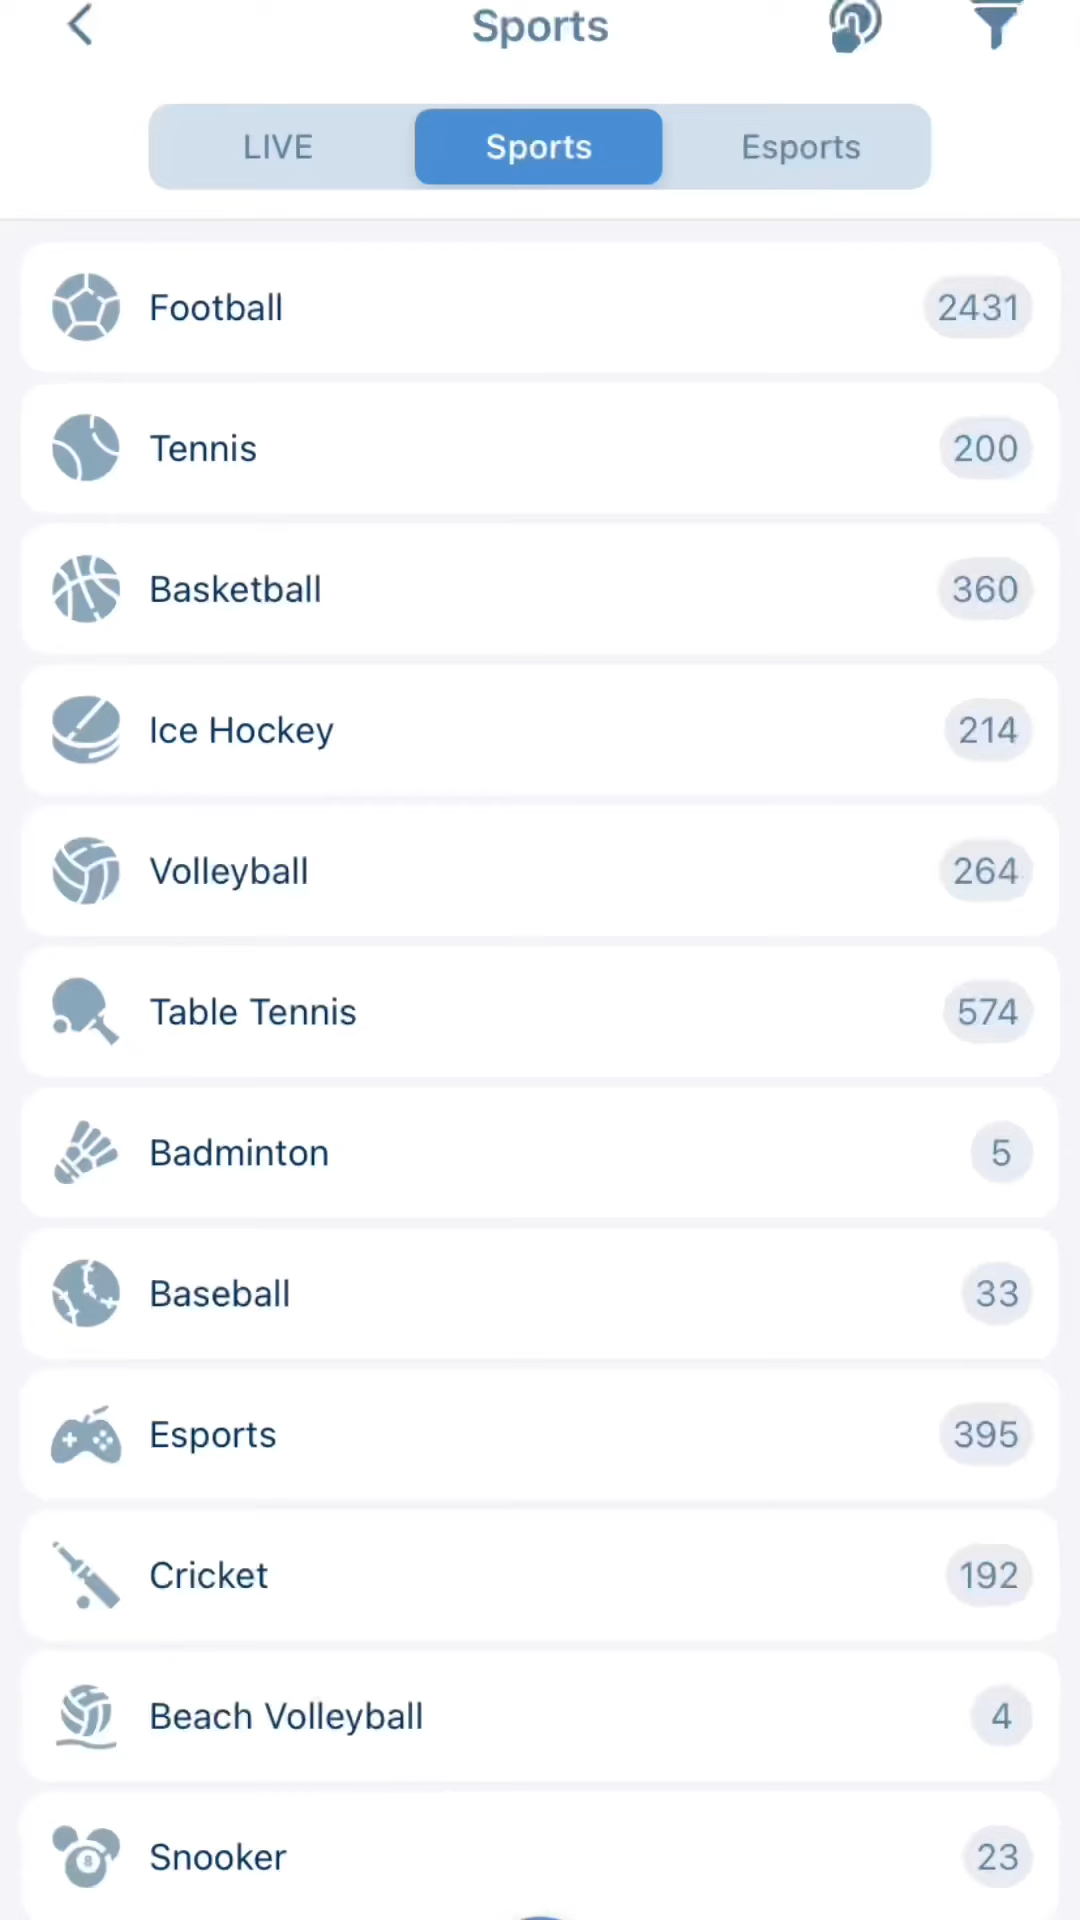 Sports
LIVE Sports Esports
Football 2431
Tennis 200
Basketball 360
Ice Hockey 214
Volleyball 264
Table Tennis 574
Badminton 5
Baseball 33
Esports 395
Cricket 192
Beach Volleyball 4
Snooker 23